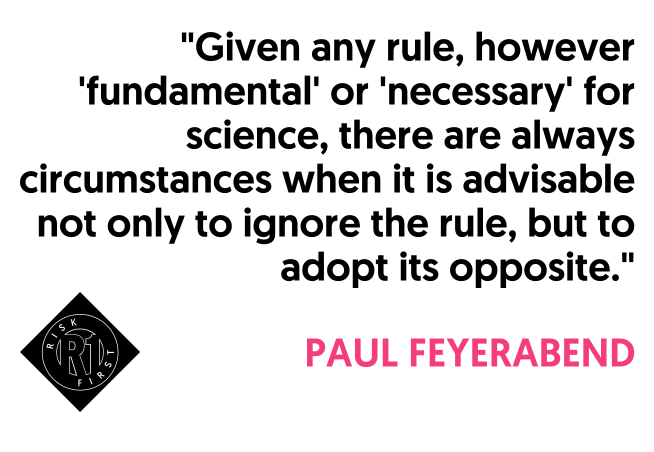 "Given any rule, however
'fundamental' or 'necessary' for
science, there are always
circumstances when it is advisable
not only to ignore the rule, but to
adopt its opposite."
PAUL FEYERABEND
RISK
R1
FIRST